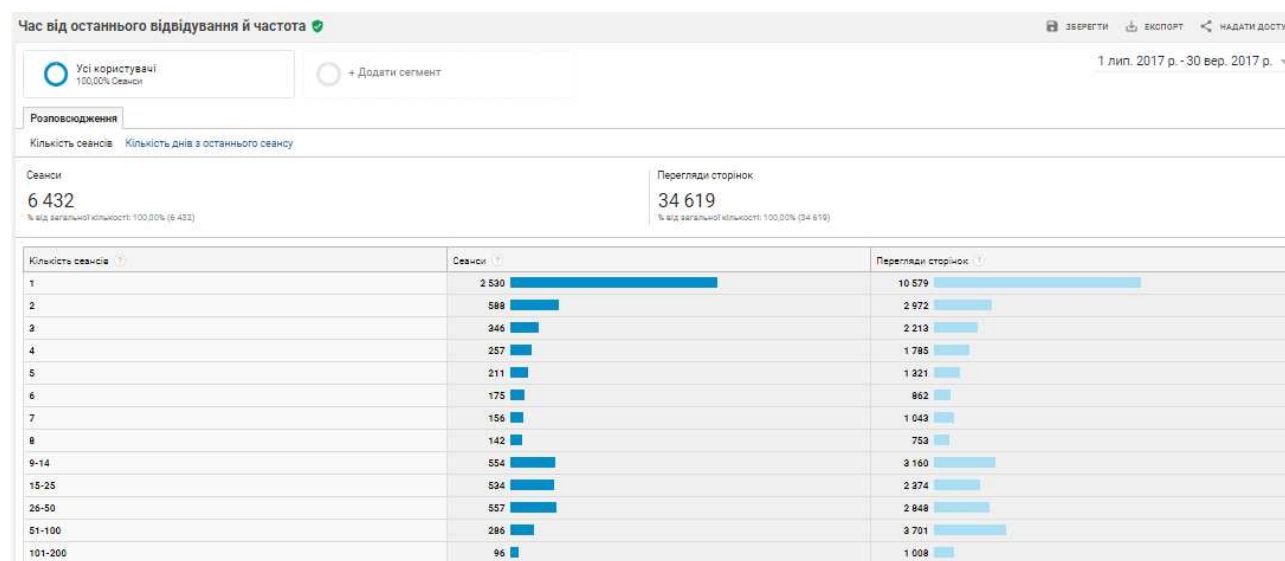 Час від останнього відвідування й частота
ЗБЕРЕГТИ ЕКСПОРТ НАДАТИ ДОСТУ
Усі користувачі
100,00% Сеанси
+ Додати сегмент
1 лип. 2017 р. - 30 вер. 2017 р.
Розповсюдження
Кількість сеансів Кількість днів з останнього сеансу
Сеанси Перегляди сторінок
6 432 34 619
% від загальної кількості: 100,00% (6 432) % від загальної кількості: 100,00% (34 619)
Кількість сеансів ? Сеанси ? Перегляди сторінок ?
1 2 530 10 579
2 588 2 972
3 346 2 213
4 257 1 785
5 211 1 321
6 175 862
7 156 1 043
8 142 753
9-14 554 3 160
15-25 534 2 374
26-50 557 2 848
51-100 286 3 701
101-200 96 1 008